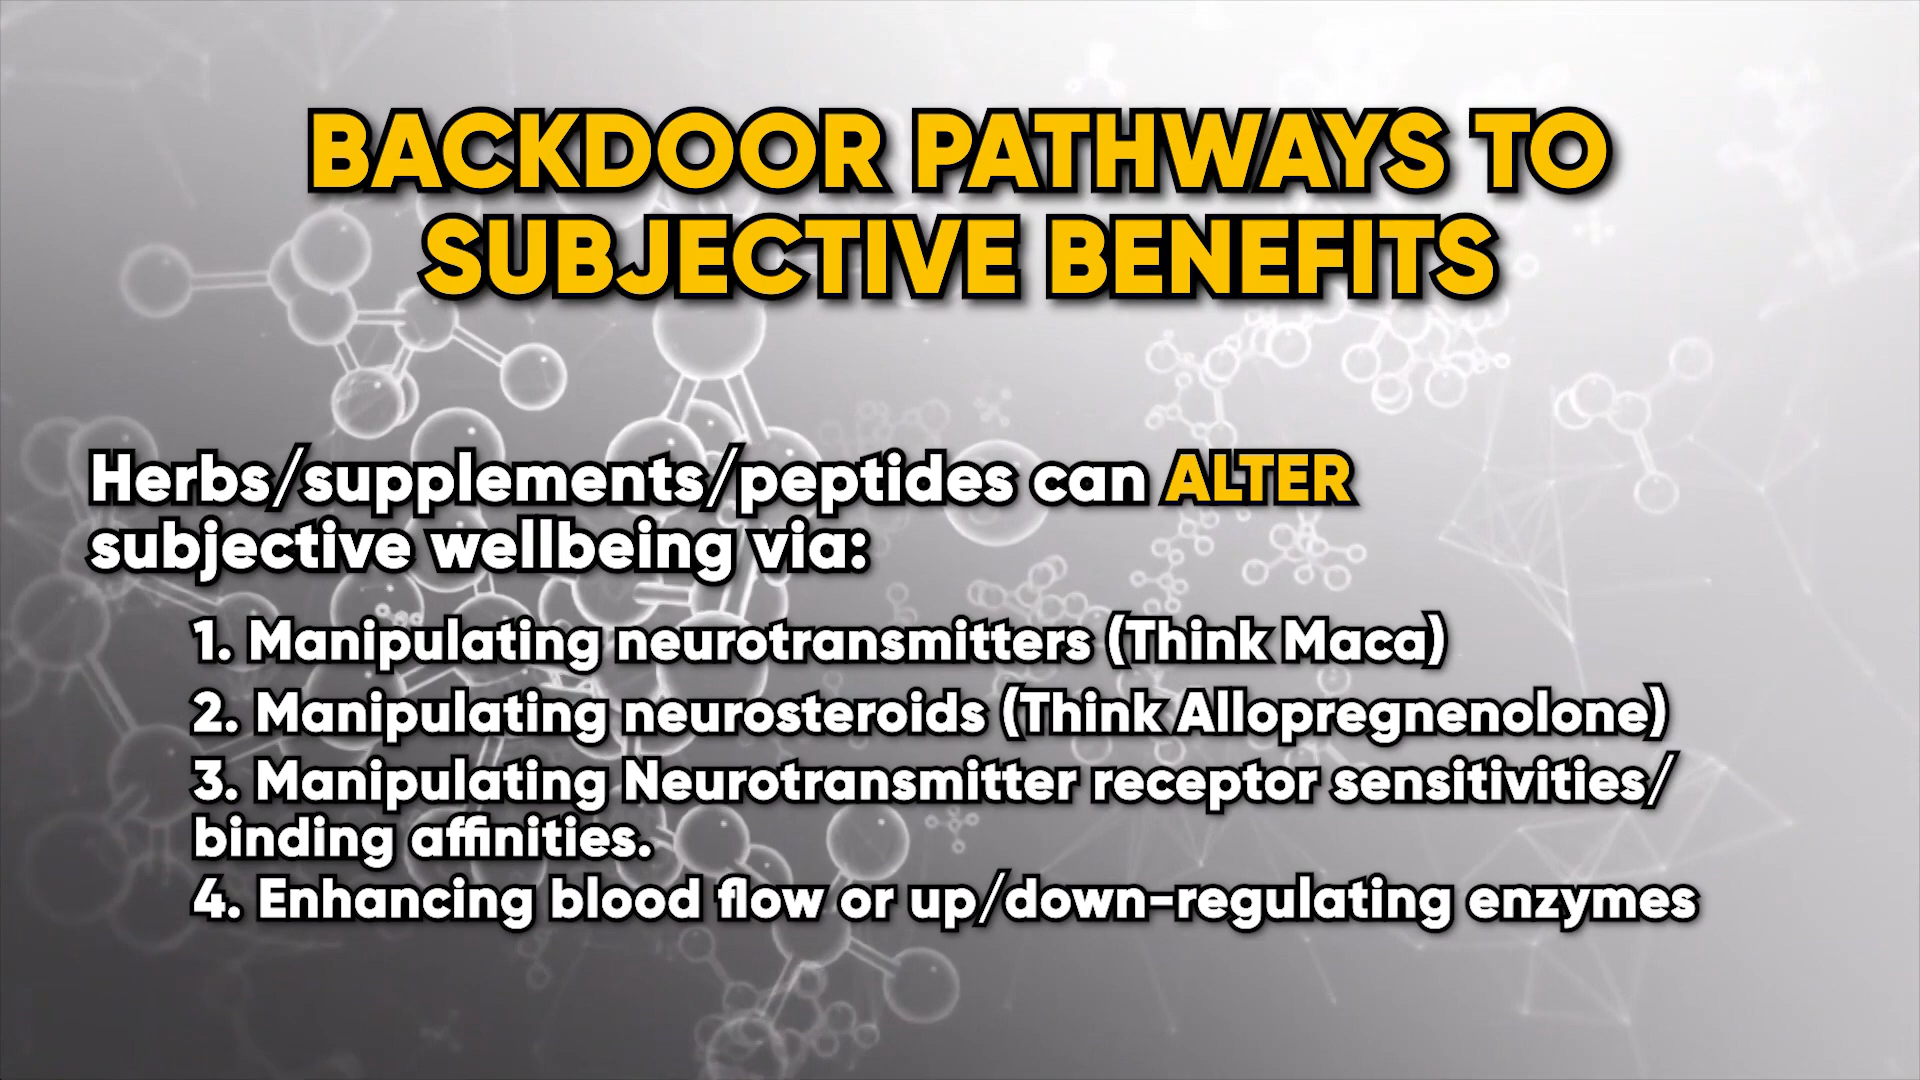 BACKDOOR PATHWAYS TO
SUBJECTIVE BENEFITS
Herbs/supplements/peptides can ALTER
subjective wellbeing via:
1. Manipulating neurotransmitters (Think Maca)
2. Manipulating neurosteroids (Think Allopregnenolone)
3. Manipulating Neurotransmitter receptor sensitivities/
binding affinities.
4. Enhancing blood flow or up/down-regulating enzymes